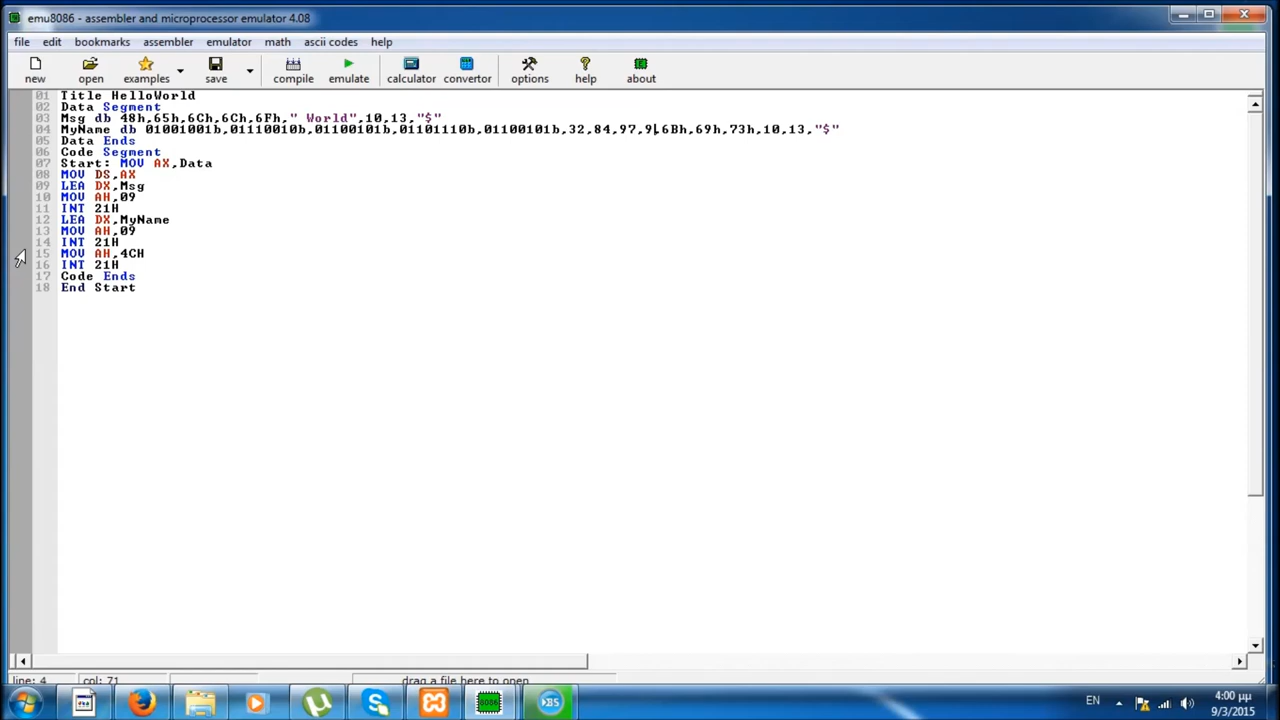 emu8086 - assembler and microprocessor emulator 4.08
file edit bookmarks assembler emulator math ascii codes help
new open examples save compile emulate calculator convertor options help about
01 Title HelloWorld
02 Data Segment
03 Msg db 48h,65h,6Ch,6Ch,6Fh," World",10,13,"$"
04 MyName db 01001001b,01110010b,01100101b,01101110b,01100101b,32,84,97,9,6Bh,69h,73h,10,13,"$"
05 Data Ends
06 Code Segment
07 Start: MOV AX,Data
08 MOV DS,AX
09 LEA DX,Msg
10 MOV AH,09
11 INT 21H
12 LEA DX,MyName
13 MOV AH,09
14 INT 21H
15 MOV AH,4CH
16 INT 21H
17 Code Ends
18 End Start
line: 4 col: 71 drag a file here to open
EN 4:00 μμ
9/3/2015